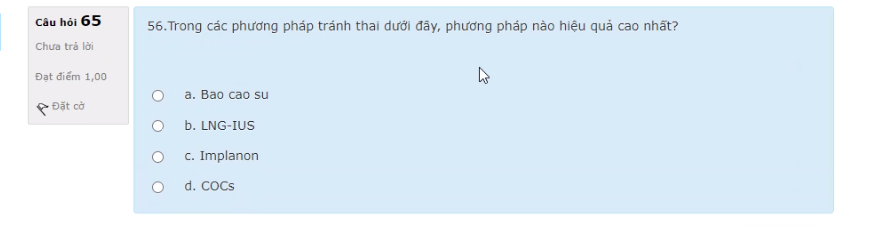 Câu hỏi 65
Chưa trả lời
Đạt điểm 1,00
Đặt cờ
56.Trong các phương pháp tránh thai dưới đây, phương pháp nào hiệu quả cao nhất?
a. Bao cao su
b. LNG-IUS
c. Implanon
d. COCs